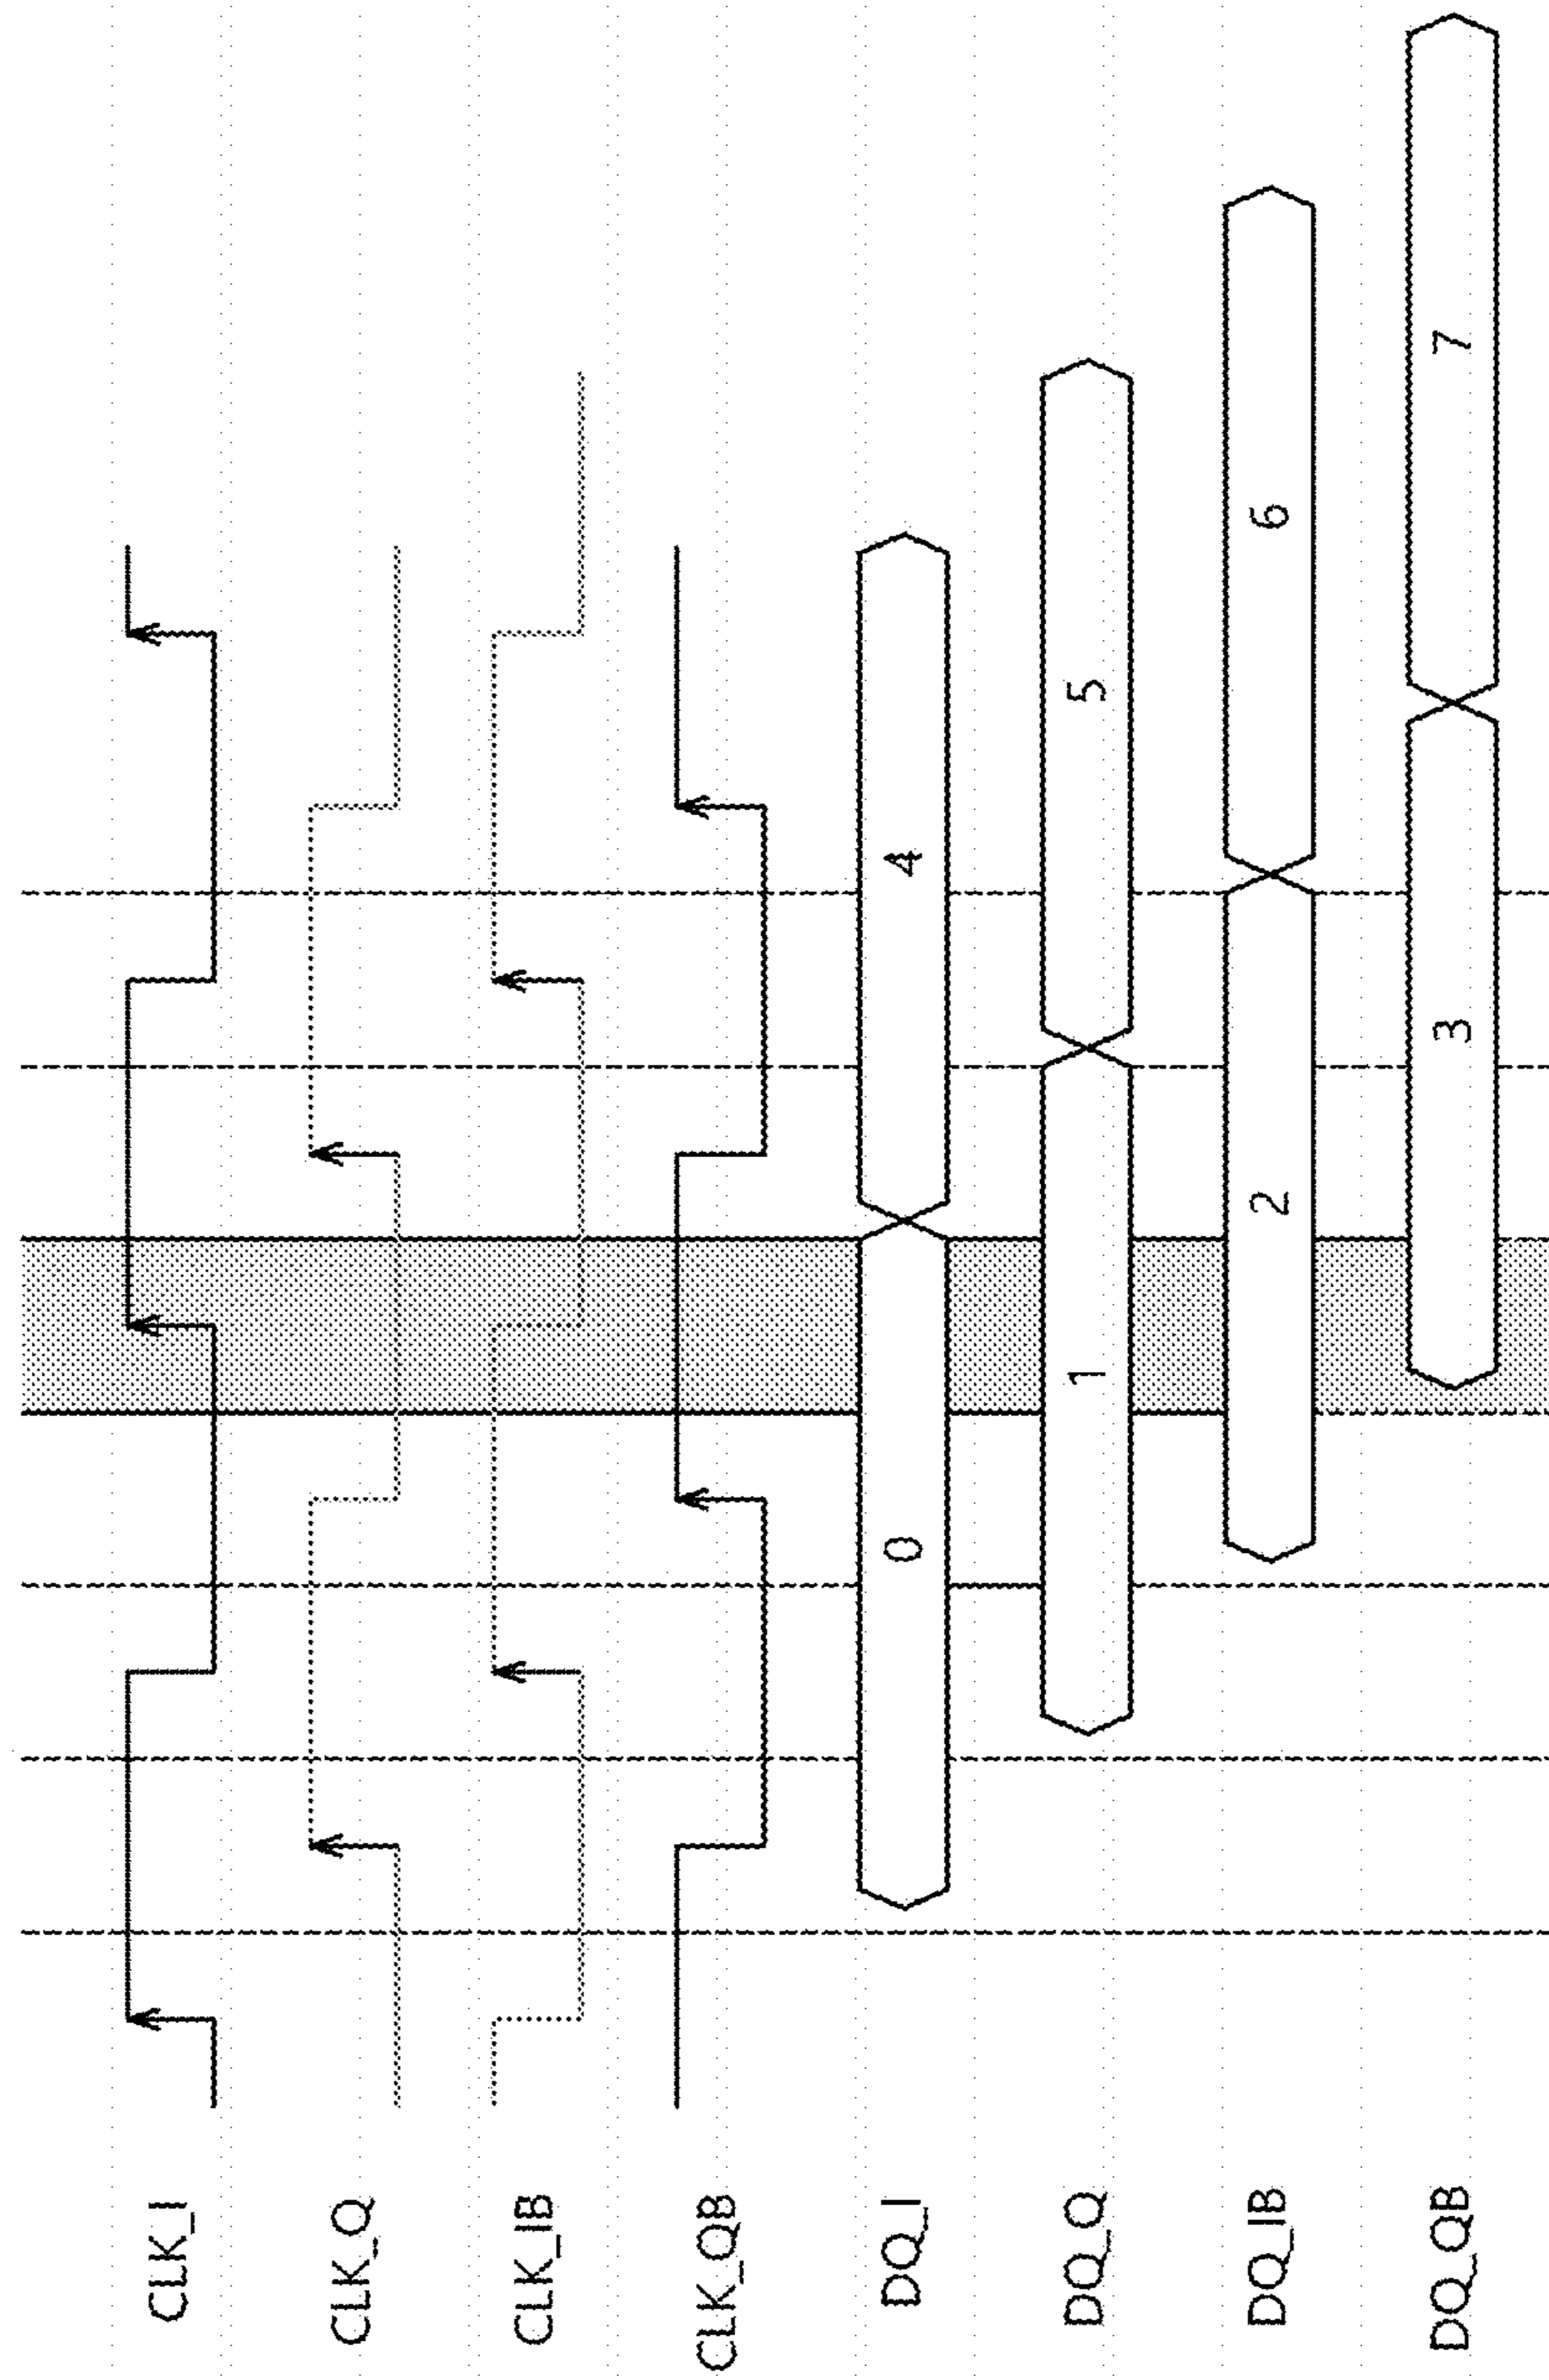 CLK_I
CLK_Q
CLK_IB
CLK_QB
DQ_I 0 4
DQ_Q 1 5
DQ_IB 2 6
DQ_QB 3 7